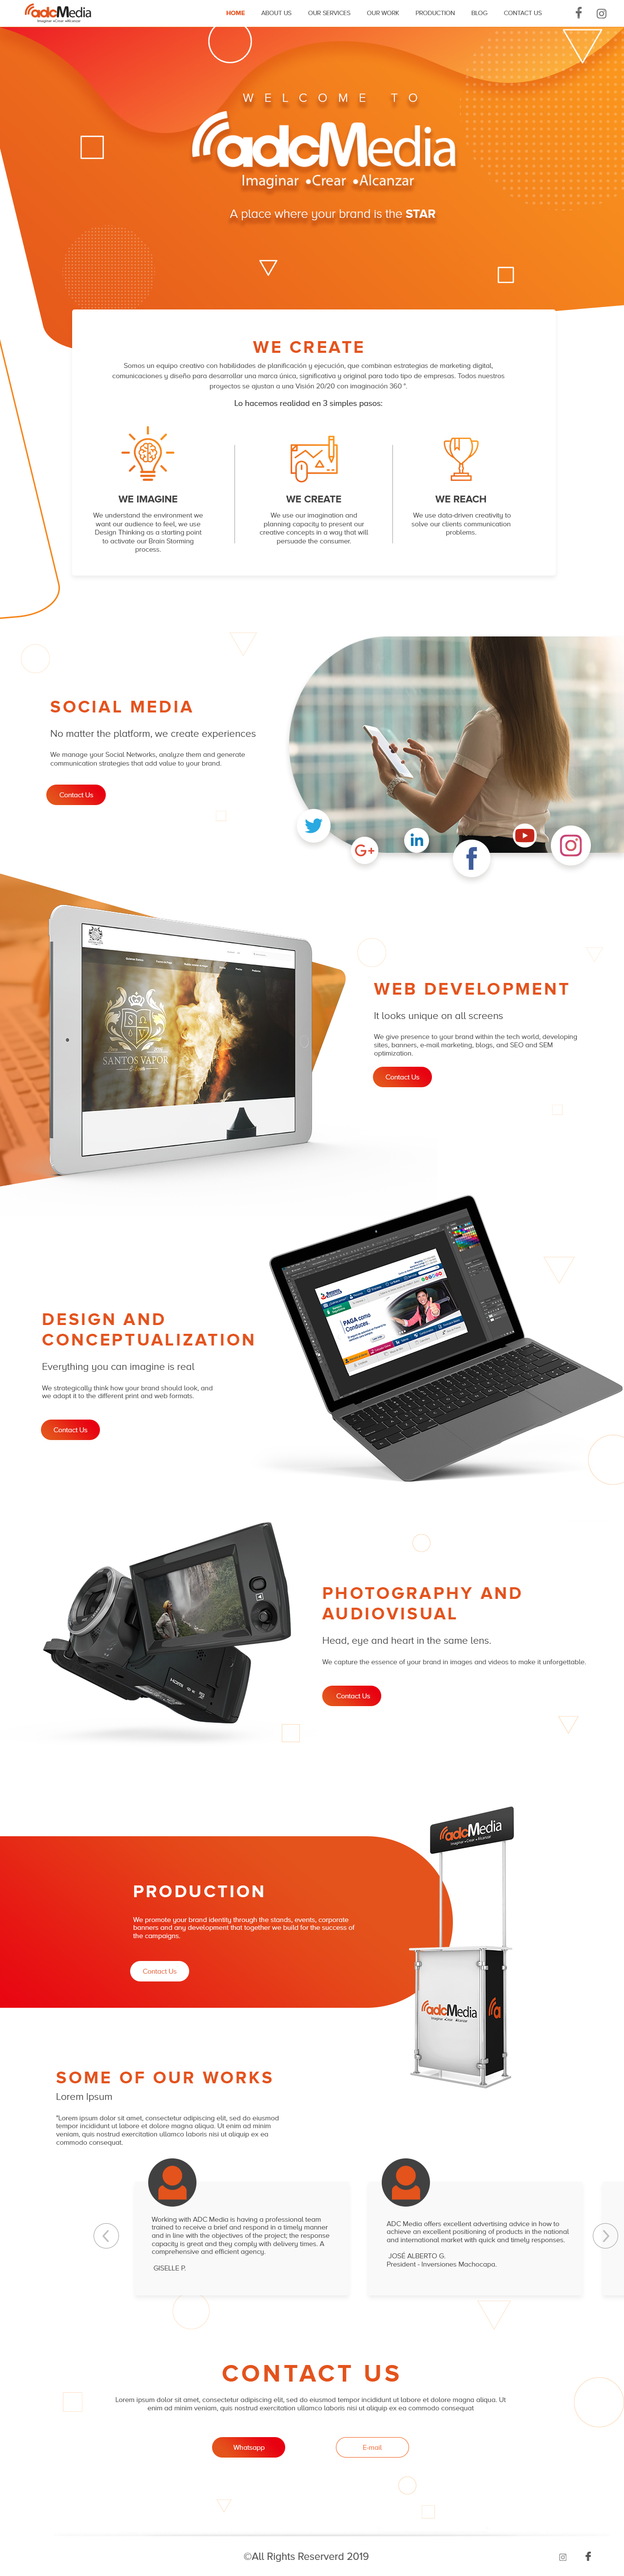 adcMedia
Imaginar •Crear •Alcanzar
HOME ABOUT US OUR SERVICES OUR WORK PRODUCTION BLOG CONTACT US
WELCOME TO
adcMedia
Imaginar •Crear •Alcanzar
A place where your brand is the STAR
WE CREATE
Somos un equipo creativo con habilidades de planificación y ejecución, que combinan estrategias de marketing digital,
comunicaciones y diseño para desarrollar una marca única, significativa y original para todo tipo de empresas. Todos nuestros
proyectos se ajustan a una Visión 20/20 con imaginación 360 °.
Lo hacemos realidad en 3 simples pasos:
WE IMAGINE
We understand the environment we
want our audience to feel, we use
Design Thinking as a starting point
to activate our Brain Storming
process.
WE CREATE
We use our imagination and
planning capacity to present our
creative concepts in a way that will
persuade the consumer.
WE REACH
We use data-driven creativity to
solve our clients communication
problems.
SOCIAL MEDIA
No matter the platform, we create experiences
We manage your Social Networks, analyze them and generate
communication strategies that add value to your brand.
Contact Us
G+
in
f
SANTOS VAPOR
WEB DEVELOPMENT
It looks unique on all screens
We give presence to your brand within the tech world, developing
sites, banners, e-mail marketing, blogs, and SEO and SEM
optimization.
Contact Us
PAGA como
Conduces.
DESIGN AND
CONCEPTUALIZATION
Everything you can imagine is real
We strategically think how your brand should look, and
we adapt it to the different print and web formats.
Contact Us
HDMI
PHOTOGRAPHY AND
AUDIOVISUAL
Head, eye and heart in the same lens.
We capture the essence of your brand in images and videos to make it unforgettable.
Contact Us
adcMedia
Imaginar •Crear •Alcanzar
PRODUCTION
We promote your brand identity through the stands, events, corporate
banners and any development that together we build for the success of
the campaigns.
Contact Us
adcMedia
Imaginar •Crear •Alcanzar
SOME OF OUR WORKS
Lorem Ipsum
"Lorem ipsum dolor sit amet, consectetur adipiscing elit, sed do eiusmod
tempor incididunt ut labore et dolore magna aliqua. Ut enim ad minim
veniam, quis nostrud exercitation ullamco laboris nisi ut aliquip ex ea
commodo consequat.
Working with ADC Media is having a professional team
trained to receive a brief and respond in a timely manner
and in line with the objectives of the project; the response
capacity is great and they comply with delivery times. A
comprehensive and efficient agency.
GISELLE P.
ADC Media offers excellent advertising advice in how to
achieve an excellent positioning of products in the national
and international market with quick and timely responses.
JOSÉ ALBERTO G.
President - Inversiones Machocapa.
CONTACT US
Lorem ipsum dolor sit amet, consectetur adipiscing elit, sed do eiusmod tempor incididunt ut labore et dolore magna aliqua. Ut
enim ad minim veniam, quis nostrud exercitation ullamco laboris nisi ut aliquip ex ea commodo consequat
Whatsapp
E-mail
©All Rights Reserverd 2019